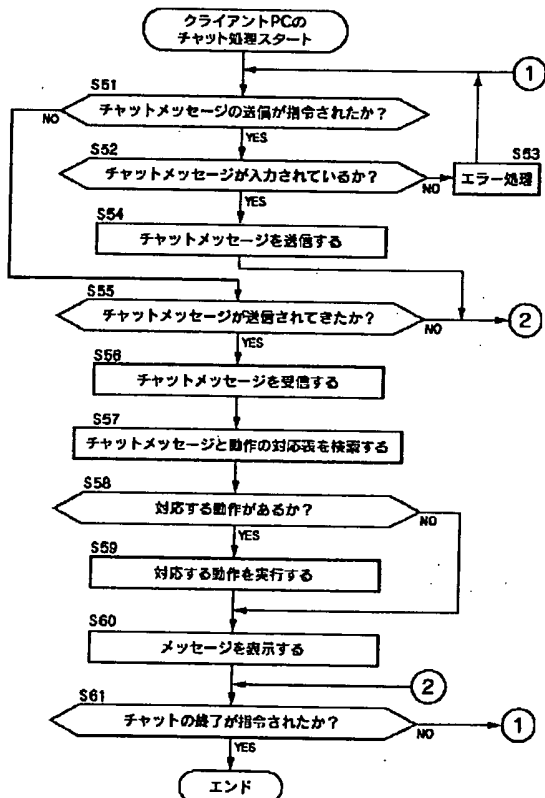 クライアントPCの
チャット処理スタート
①
S51
チャットメッセージの送信が指令されたか？
NO
YES
S52
チャットメッセージが入力されているか？
NO
S53
エラー処理
YES
S54
チャットメッセージを送信する
S55
チャットメッセージが送信されてきたか？
NO
②
YES
S56
チャットメッセージを受信する
S57
チャットメッセージと動作の対応表を検索する
S58
対応する動作があるか？
NO
YES
S59
対応する動作を実行する
S60
メッセージを表示する
②
S61
チャットの終了が指令されたか？
NO
①
YES
エンド